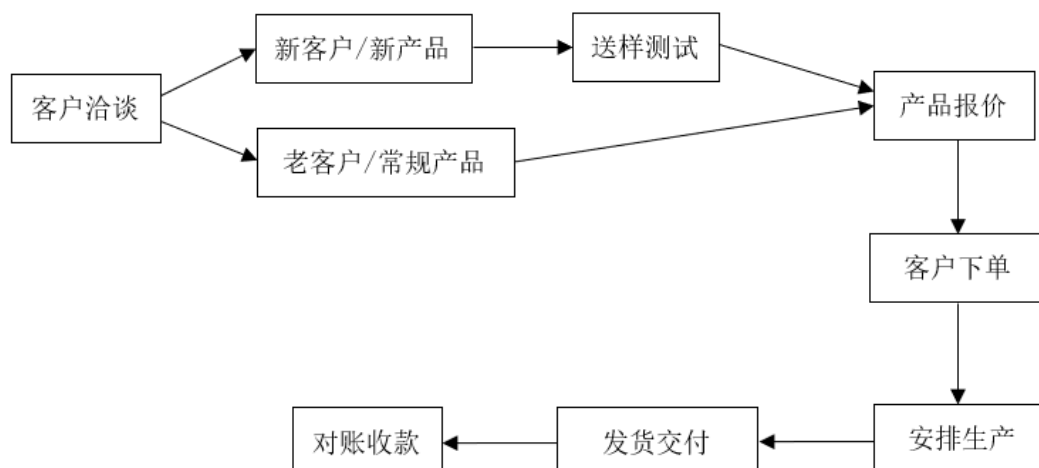 新客户/新产品
送样测试
客户洽谈
产品报价
老客户/常规产品
客户下单
对账收款
发货交付
安排生产